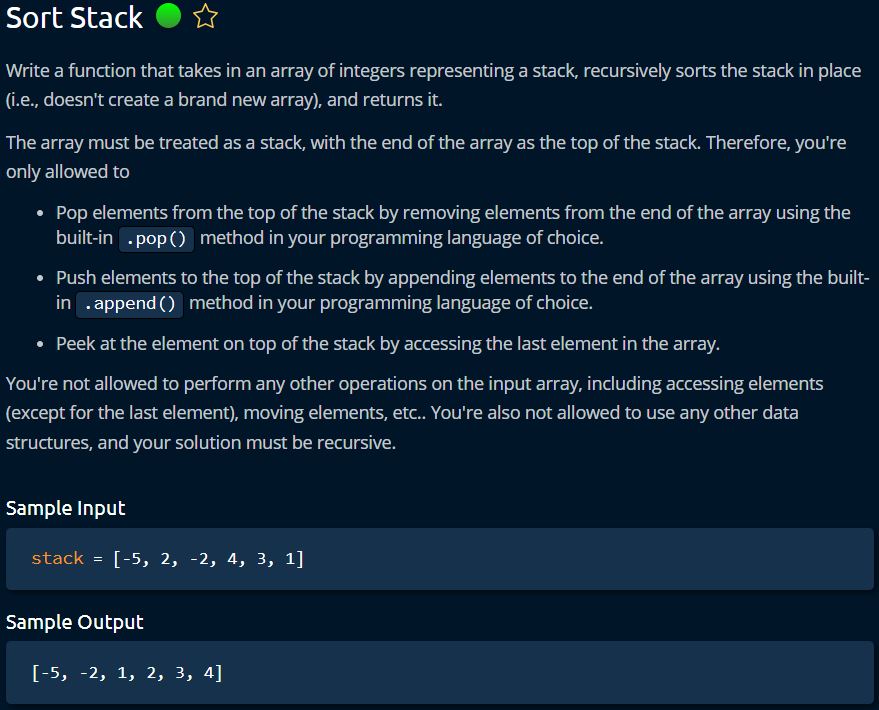 Sort Stack
Write a function that takes in an array of integers representing a stack, recursively sorts the stack in place
(i.e., doesn't create a brand new array), and returns it.
The array must be treated as a stack, with the end of the array as the top of the stack. Therefore, you're
only allowed to
• Pop elements from the top of the stack by removing elements from the end of the array using the
built-in .pop() method in your programming language of choice.
• Push elements to the top of the stack by appending elements to the end of the array using the built-
in .append() method in your programming language of choice.
• Peek at the element on top of the stack by accessing the last element in the array.
You're not allowed to perform any other operations on the input array, including accessing elements
(except for the last element), moving elements, etc.. You're also not allowed to use any other data
structures, and your solution must be recursive.
Sample Input
stack = [-5, 2, -2, 4, 3, 1]
Sample Output
[-5, -2, 1, 2, 3, 4]